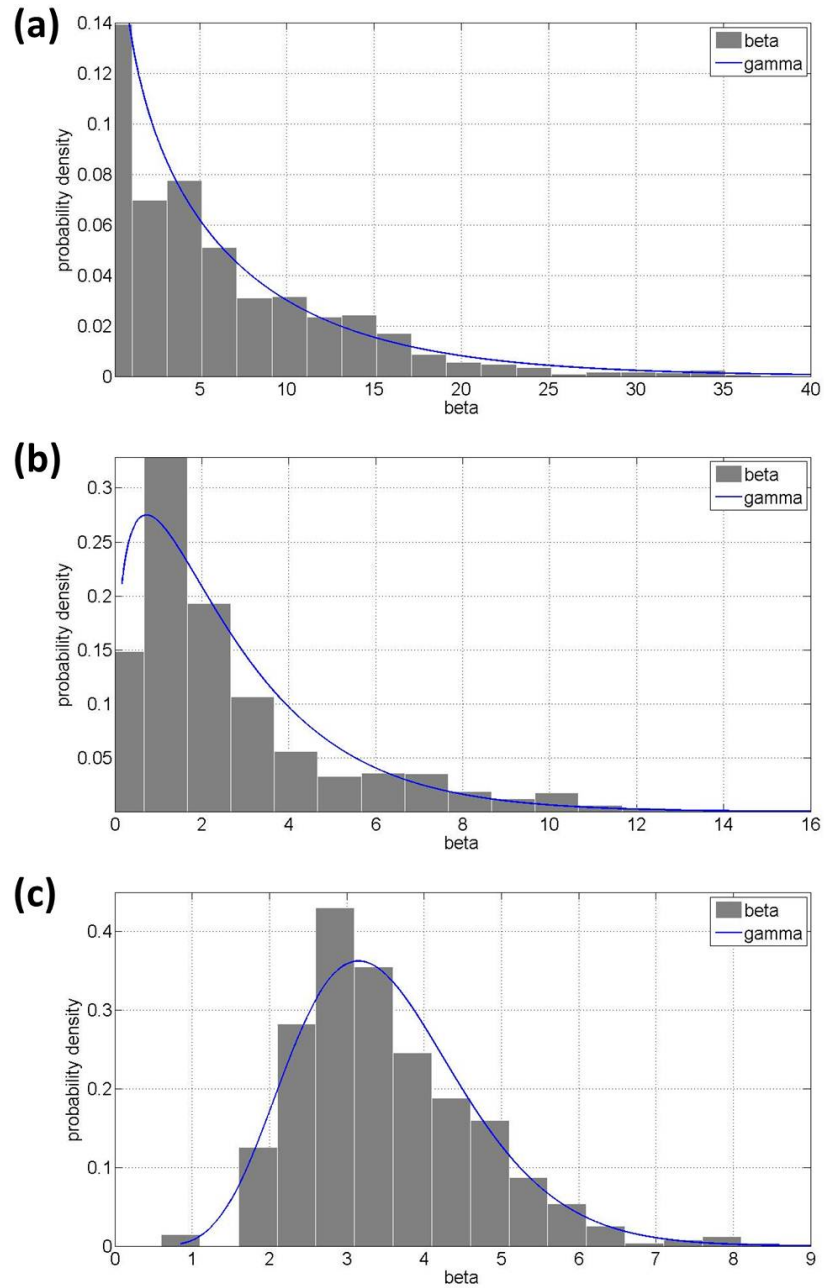 (a)
0.14
0.12
0.1
0.08
0.06
0.04
0.02
0
probability density
5 10 15 20 25 30 35 40
beta
beta
gamma
(b)
0.3
0.25
0.2
0.15
0.1
0.05
probability density
0 2 4 6 8 10 12 14 16
beta
beta
gamma
(c)
0.4
0.3
0.2
0.1
0
probability density
0 1 2 3 4 5 6 7 8 9
beta
beta
gamma